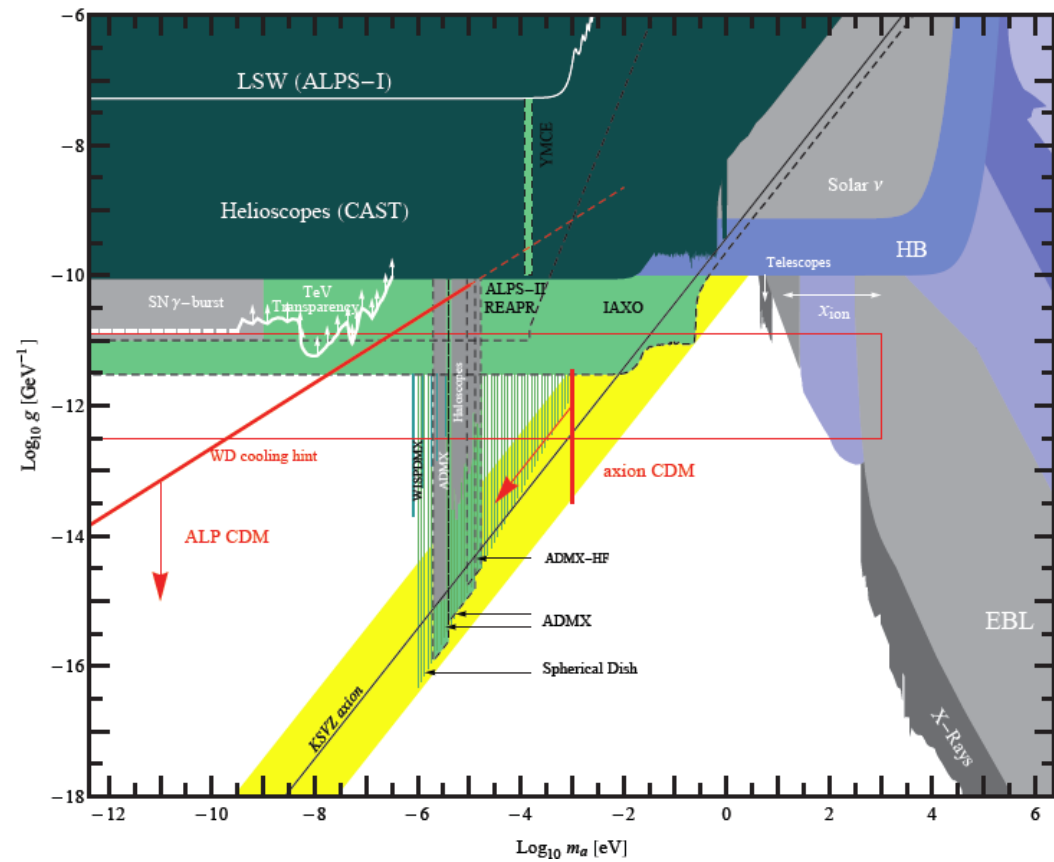 −6
−8
−10
−12
−14
−16
−18
Log₁₀ g [GeV⁻¹]
LSW (ALPS−I)
YMCE
Helioscopes (CAST)
Solar ν
HB
Telescopes
SN γ−burst
TeV
Transparency
ALPS−II
REAPR
IAXO
x_ion
Haloscopes
WISPDMX
ADMX
WD cooling hint
axion CDM
ALP CDM
ADMX−HF
ADMX
EBL
Spherical Dish
KSVZ axion
X−Rays
−12 −10 −8 −6 −4 −2 0 2 4 6
Log₁₀ mₐ [eV]